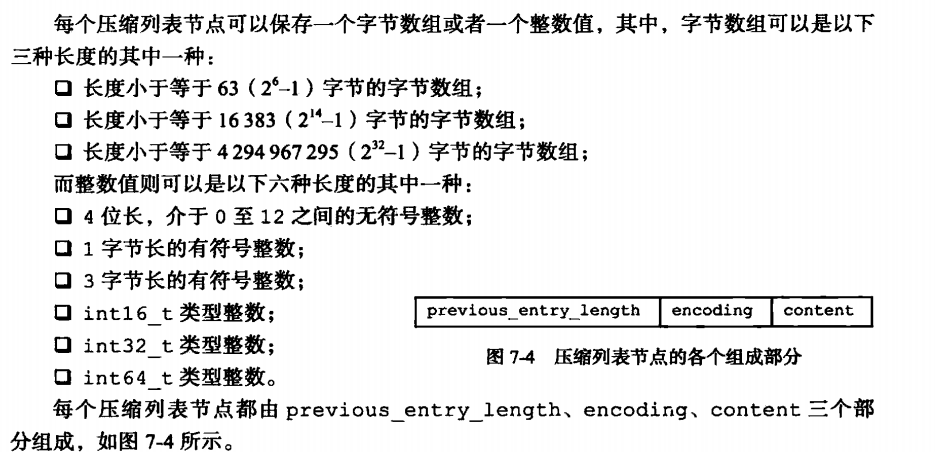 每个压缩列表节点可以保存一个字节数组或者一个整数值，其中，字节数组可以是以下
三种长度的其中一种：
❑ 长度小于等于 63（2⁶–1）字节的字节数组；
❑ 长度小于等于 16 383（2¹⁴–1）字节的字节数组；
❑ 长度小于等于 4 294 967 295（2³²–1）字节的字节数组；
而整数值则可以是以下六种长度的其中一种：
❑ 4 位长，介于 0 至 12 之间的无符号整数；
❑ 1 字节长的有符号整数；
❑ 3 字节长的有符号整数；
❑ int16_t 类型整数；
❑ int32_t 类型整数；
❑ int64_t 类型整数。
previous_entry_length encoding content
图 7-4 压缩列表节点的各个组成部分
每个压缩列表节点都由 previous_entry_length、encoding、content 三个部
分组成，如图 7-4 所示。